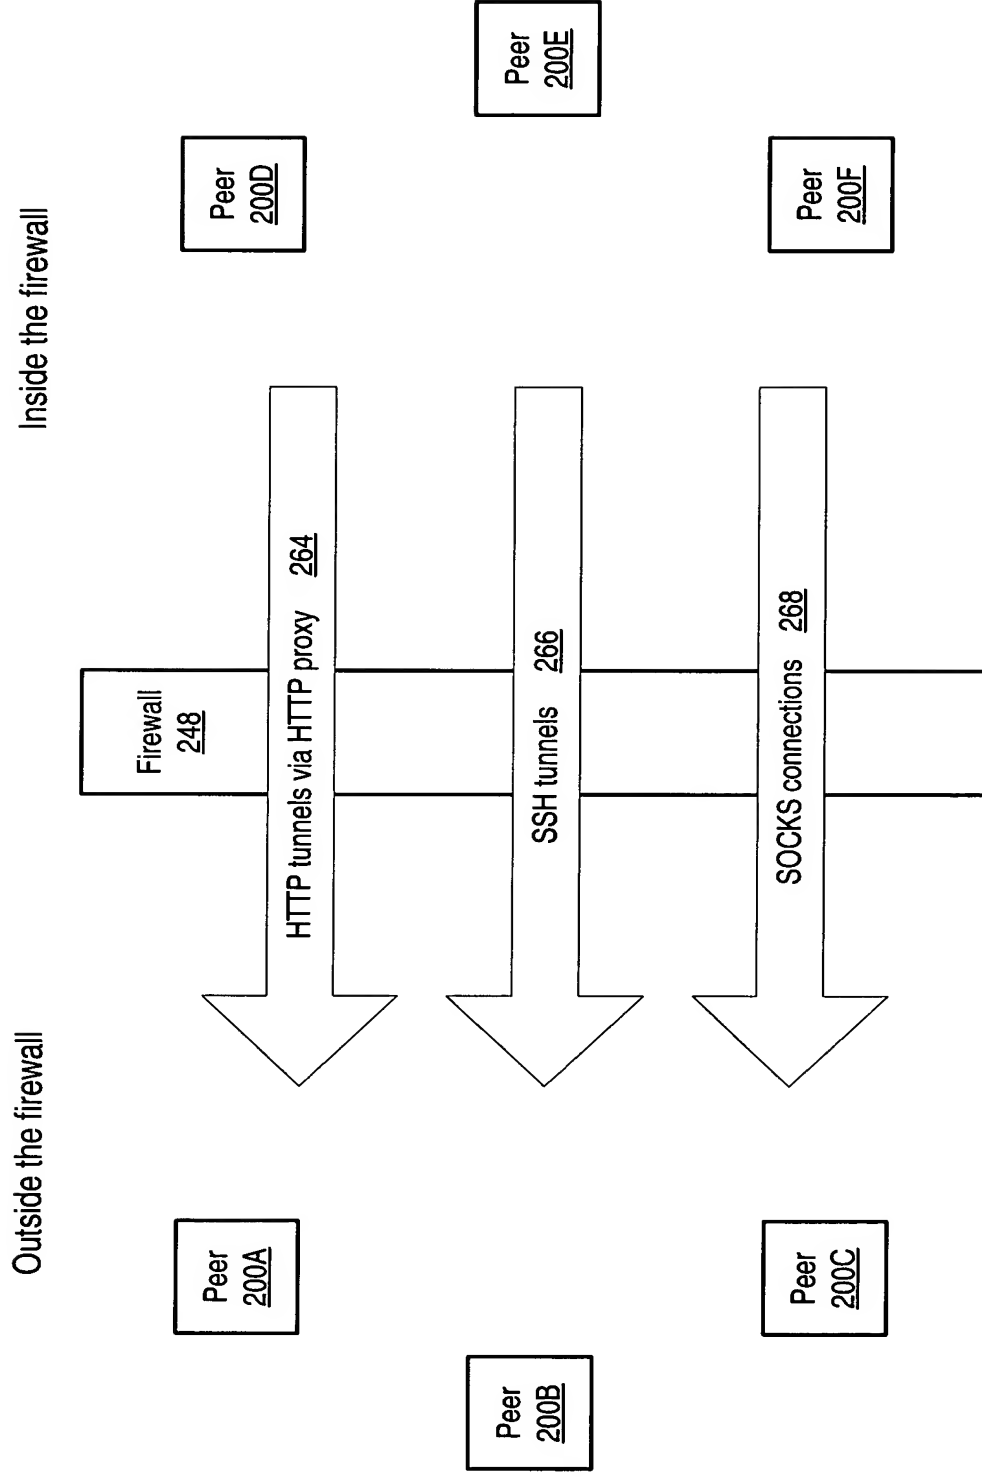 Outside the firewall
Inside the firewall
Firewall
248
Peer
200A
Peer
200D
HTTP tunnels via HTTP proxy 264
Peer
200B
SSH tunnels 266
Peer
200E
Peer
200C
SOCKS connections 268
Peer
200F